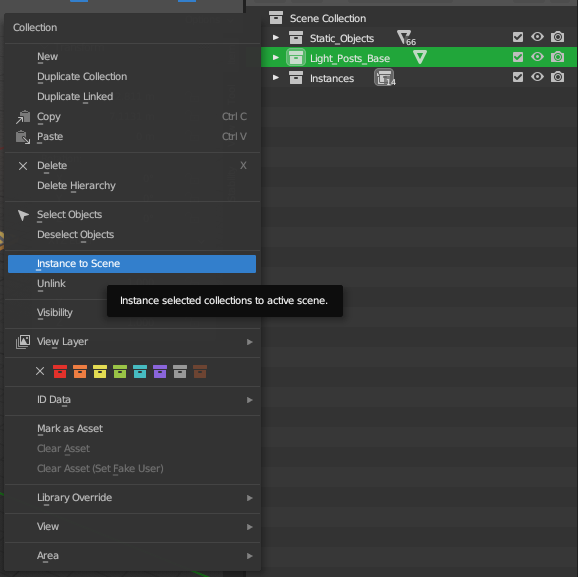 Collection
New
Duplicate Collection
Duplicate Linked
Copy Ctrl C
Paste Ctrl V
Delete X
Delete Hierarchy
Select Objects
Deselect Objects
Instance to Scene
Unlink
Instance selected collections to active scene.
Visibility
View Layer
ID Data
Mark as Asset
Clear Asset
Clear Asset (Set Fake User)
Library Override
View
Area
Scene Collection
Static_Objects 66
Light_Posts_Base
Instances 14